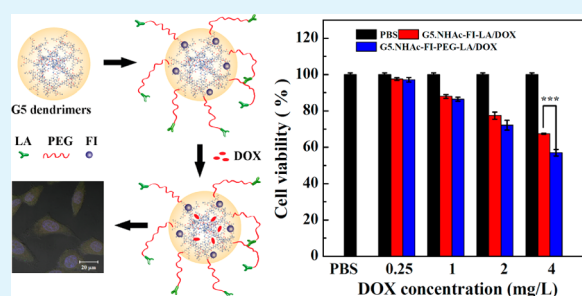 G5 dendrimers
LA PEG FI
DOX
20 μm
Cell viability ( % )
120
100
80
60
40
20
0
PBS
G5.NHAc-FI-LA/DOX
G5.NHAc-FI-PEG-LA/DOX
***
PBS 0.25 1 2 4
DOX concentration (mg/L)